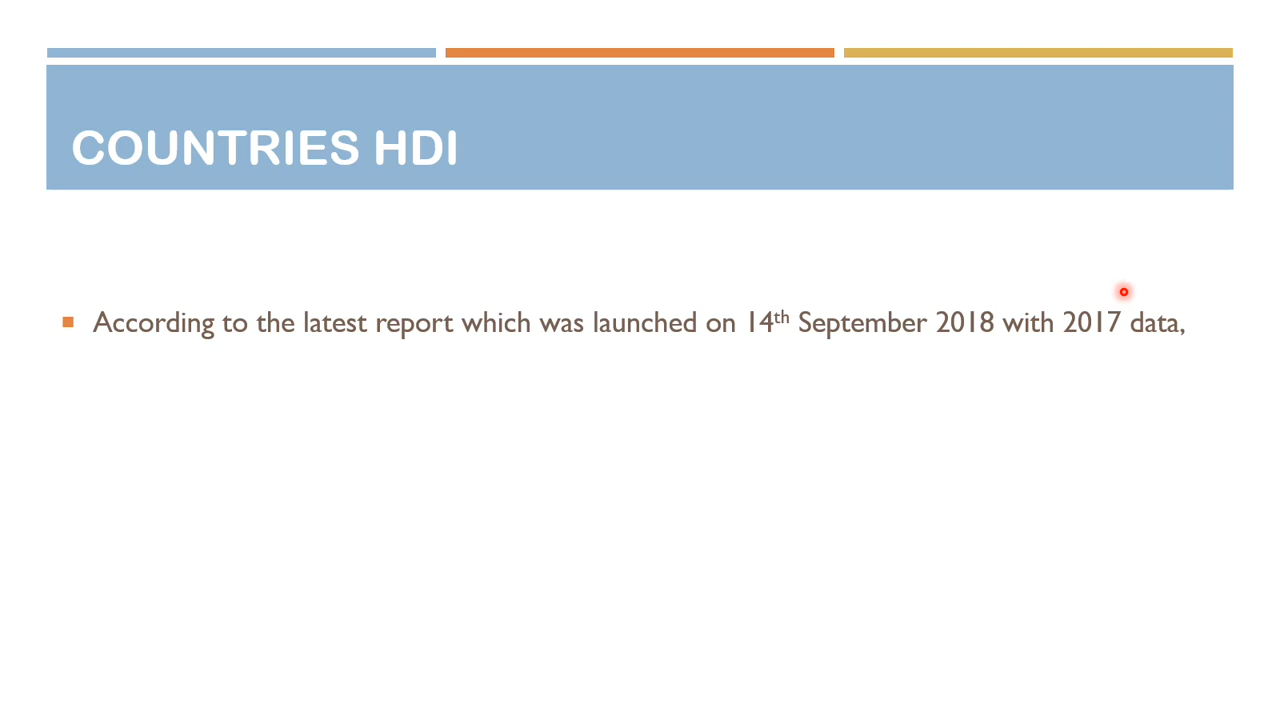 COUNTRIES HDI
According to the latest report which was launched on 14th September 2018 with 2017 data,